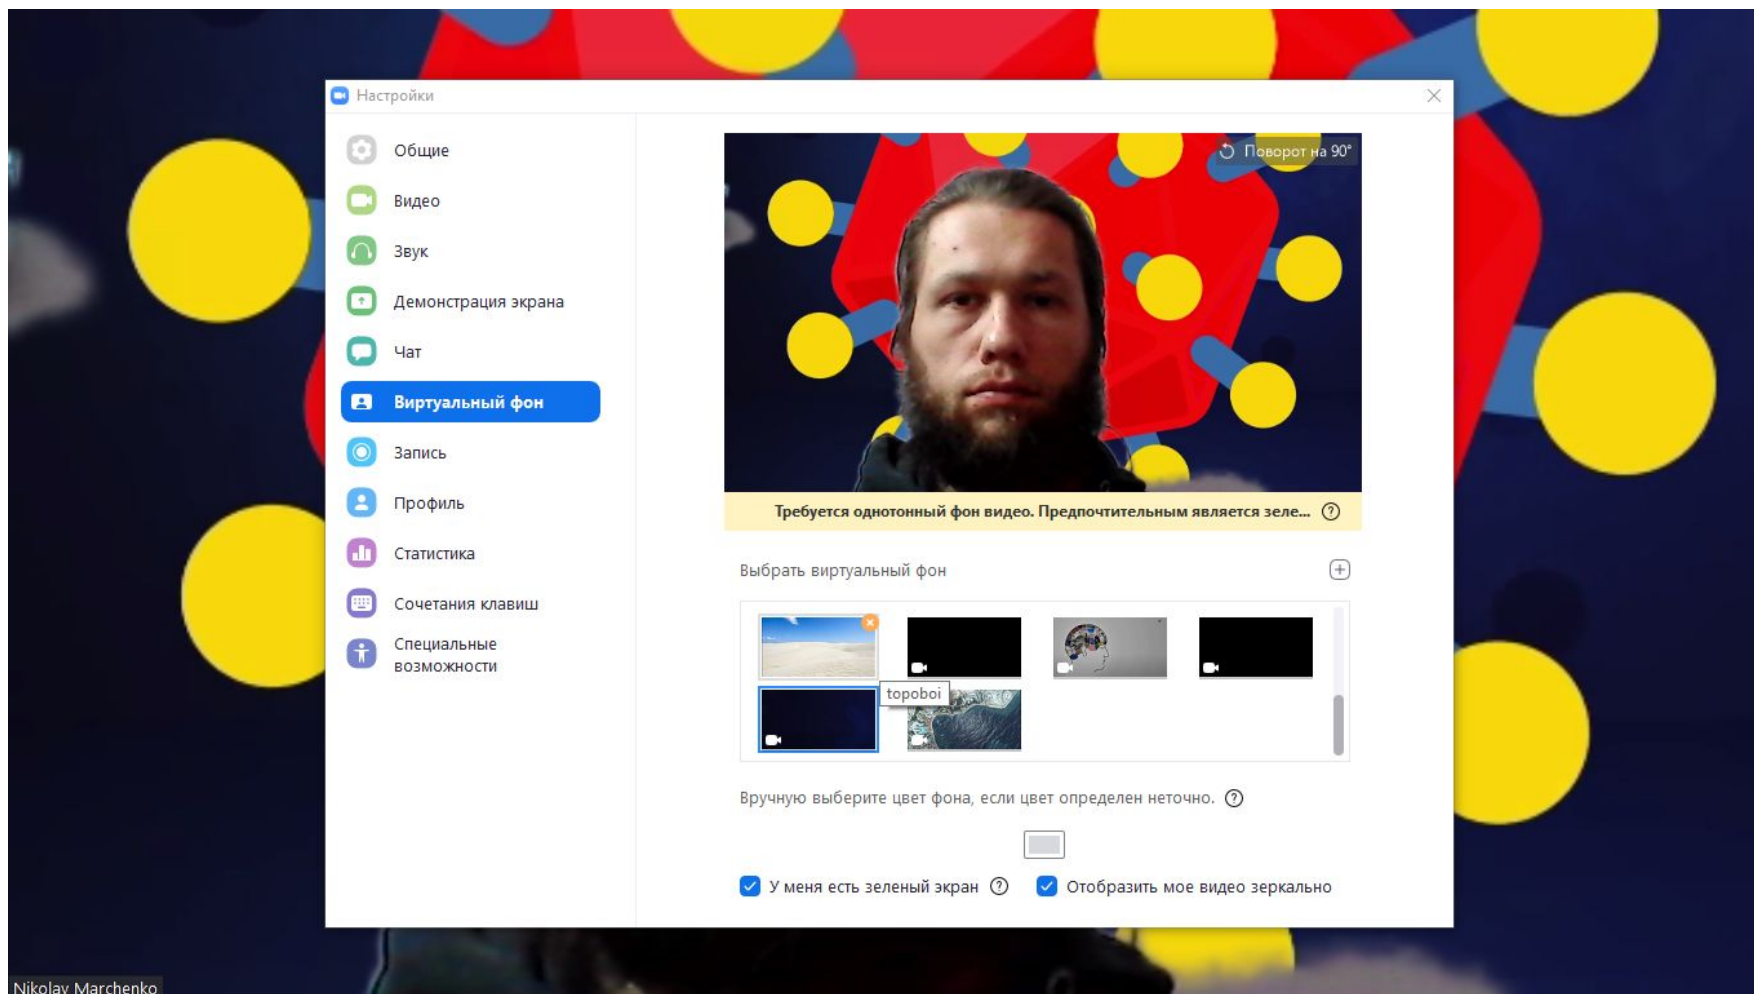 Настройки
Общие
Видео
Звук
Демонстрация экрана
Чат
Виртуальный фон
Запись
Профиль
Статистика
Сочетания клавиш
Специальные
возможности
Поворот на 90°
Требуется однотонный фон видео. Предпочтительным является зеле...
Выбрать виртуальный фон
topoboi
Вручную выберите цвет фона, если цвет определен неточно.
У меня есть зеленый экран
Отобразить мое видео зеркально
Nikolay Marchenko